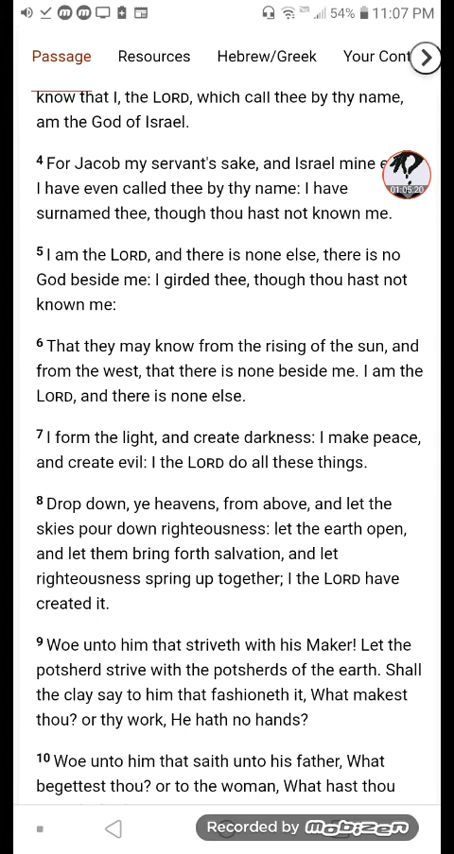 54% 11:07 PM
Passage Resources Hebrew/Greek Your Cont
know that I, the LORD, which call thee by thy name,
am the God of Israel.
4 For Jacob my servant's sake, and Israel mine e
I have even called thee by thy name: I have
01:05:20
surnamed thee, though thou hast not known me.
5 I am the LORD, and there is none else, there is no
God beside me: I girded thee, though thou hast not
known me:
6 That they may know from the rising of the sun, and
from the west, that there is none beside me. I am the
LORD, and there is none else.
7 I form the light, and create darkness: I make peace,
and create evil: I the LORD do all these things.
8 Drop down, ye heavens, from above, and let the
skies pour down righteousness: let the earth open,
and let them bring forth salvation, and let
righteousness spring up together; I the LORD have
created it.
9 Woe unto him that striveth with his Maker! Let the
potsherd strive with the potsherds of the earth. Shall
the clay say to him that fashioneth it, What makest
thou? or thy work, He hath no hands?
10 Woe unto him that saith unto his father, What
begettest thou? or to the woman, What hast thou
Recorded by mobizen